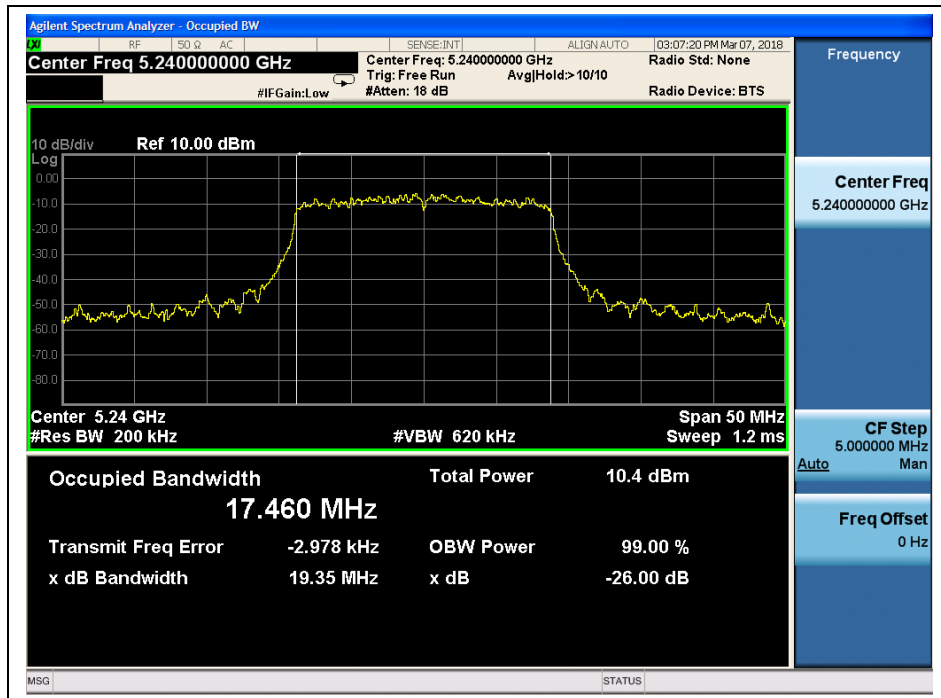 Agilent Spectrum Analyzer - Occupied BW
LXI RF 50 Ω AC SENSE:INT ALIGN AUTO 03:07:20 PM Mar 07, 2018
Center Freq 5.240000000 GHz
Center Freq: 5.240000000 GHz Radio Std: None
Trig: Free Run Avg|Hold:>10/10
#IFGain:Low #Atten: 18 dB Radio Device: BTS
10 dB/div Ref 10.00 dBm
Log
0.00
-10.0
-20.0
-30.0
-40.0
-50.0
-60.0
-70.0
-80.0
Center 5.24 GHz Span 50 MHz
#Res BW 200 kHz #VBW 620 kHz Sweep 1.2 ms
Occupied Bandwidth Total Power 10.4 dBm
17.460 MHz
Transmit Freq Error -2.978 kHz OBW Power 99.00 %
x dB Bandwidth 19.35 MHz x dB -26.00 dB
Frequency
Center Freq
5.240000000 GHz
CF Step
5.000000 MHz
Auto Man
Freq Offset
0 Hz
MSG STATUS